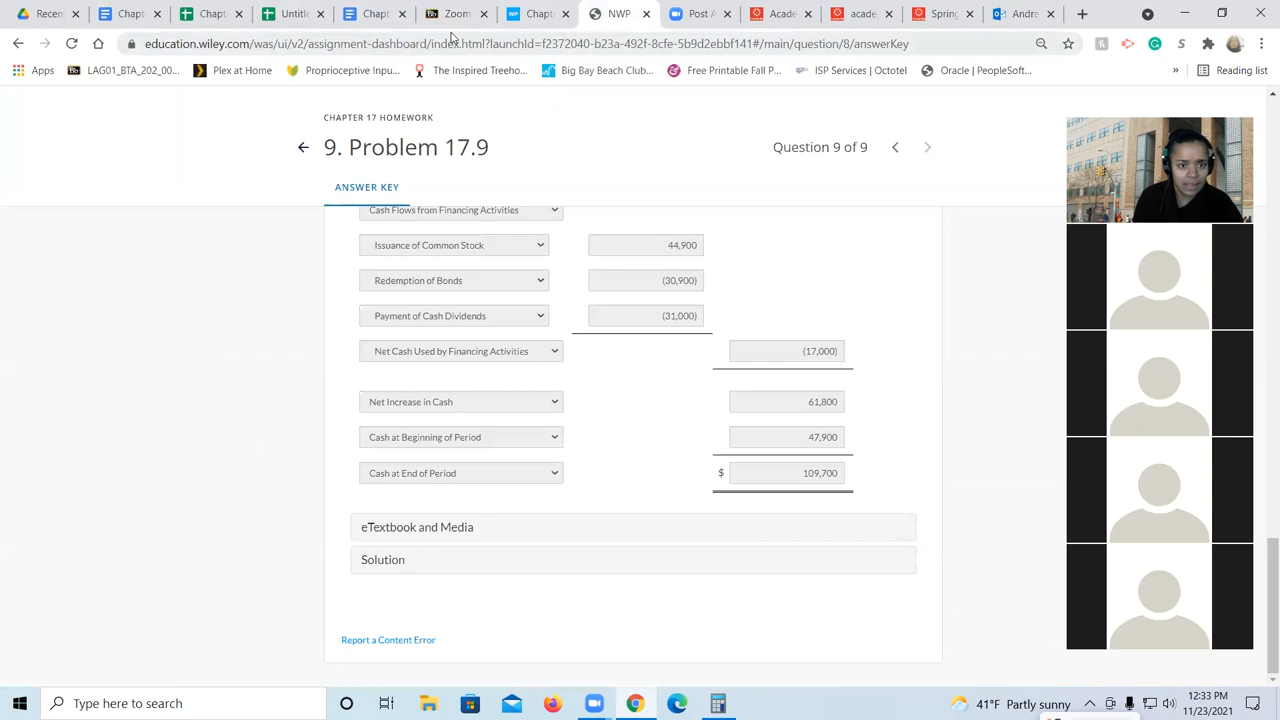 Recen
Chapt
Chapt
Untitle
Chapt
Chapt
NWP
Post A
Acade
acade
Spring
Andre
education.wiley.com/was/ui/v2/assignment-dashboard/index.html?launchId=f2372040-b23a-492f-8cfe-5b9d2ebbf141#/main/question/8/answerKey
Apps
LAG01_BTA_202_00...
Plex at Home
Proprioceptive Inpu...
The Inspired Treeho...
Big Bay Beach Club...
Free Printable Fall P...
ISP Services | Octotel
Oracle | PeopleSoft...
»
Reading list
CHAPTER 17 HOMEWORK
9. Problem 17.9
Question 9 of 9
ANSWER KEY
Cash Flows from Financing Activities
Issuance of Common Stock 44,900
Redemption of Bonds (30,900)
Payment of Cash Dividends (31,000)
Net Cash Used by Financing Activities (17,000)
Net Increase in Cash 61,800
Cash at Beginning of Period 47,900
Cash at End of Period $ 109,700
eTextbook and Media
Solution
Report a Content Error
Type here to search
41°F Partly sunny
12:33 PM
11/23/2021